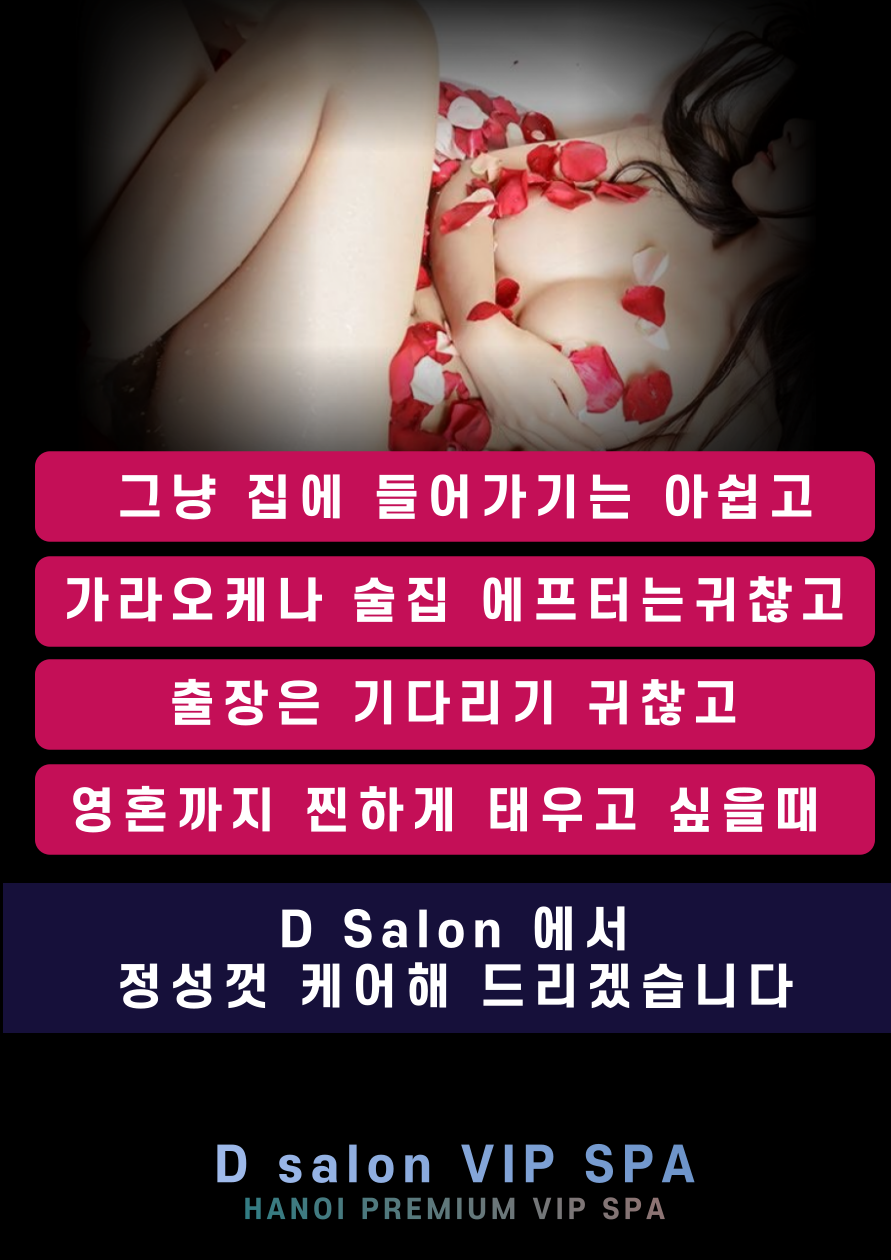 그냥 집에 들어가기는 아쉽고
가라오케나 술집 에프터는귀찮고
출장은 기다리기 귀찮고
영혼까지 찐하게 태우고 싶을때
D Salon 에서
정성껏 케어해 드리겠습니다
D salon VIP SPA
HANOI PREMIUM VIP SPA